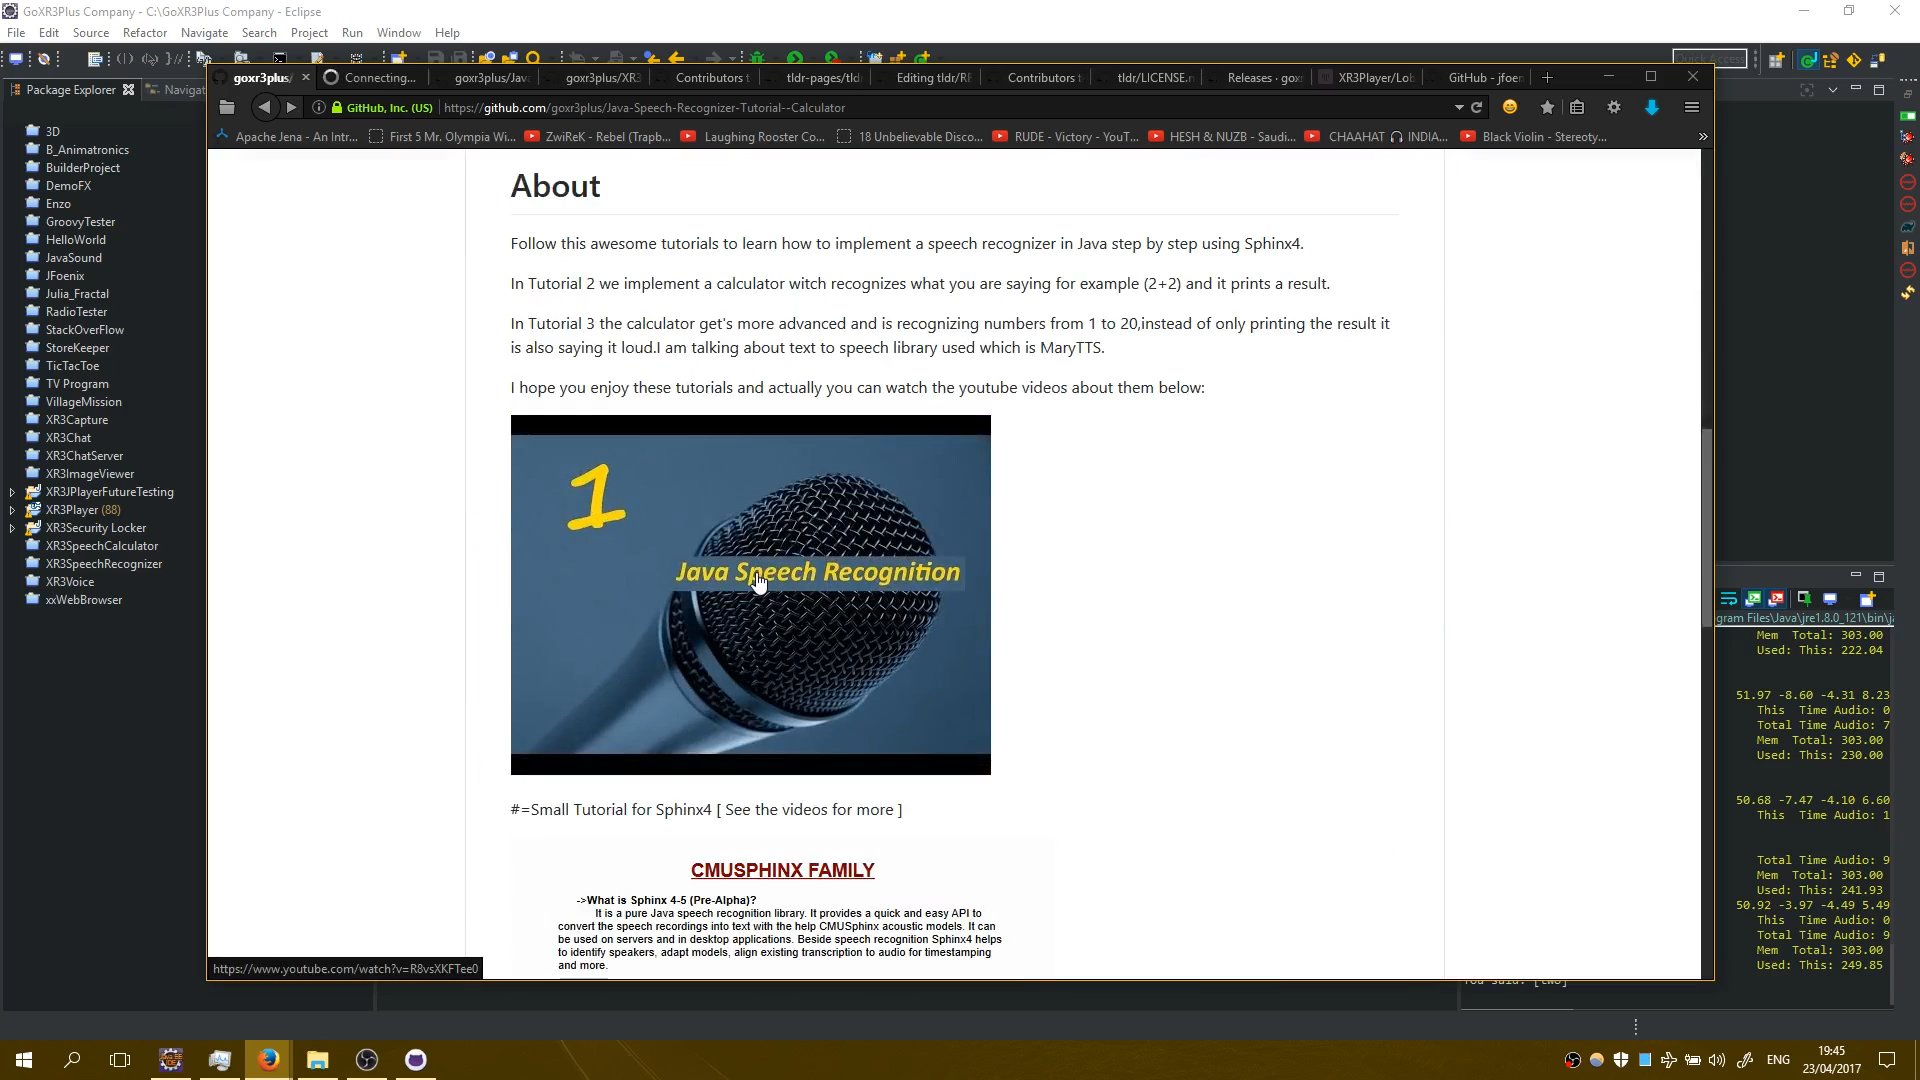 GoXR3Plus Company - C:\GoXR3Plus Company - Eclipse
File Edit Source Refactor Navigate Search Project Run Window Help
Quick Access
Package Explorer
Navigat
goxr3plus/
Connecting...
goxr3plus/Jav
goxr3plus/XR3
Contributors t
tldr-pages/tld
Editing tldr/RE
Contributors t
tldr/LICENSE.m
Releases · gox
XR3Player/Lob
GitHub - jfoen
GitHub, Inc. (US)
https://github.com/goxr3plus/Java-Speech-Recognizer-Tutorial--Calculator
Apache Jena - An Intr...
First 5 Mr. Olympia Wi...
ZwiReK - Rebel (Trapb...
Laughing Rooster Co...
18 Unbelievable Disco...
RUDE - Victory - YouT...
HESH & NUZB - Saudi...
CHAAHAT 🎧 INDIA...
Black Violin - Stereoty...
3D
B_Animatronics
BuilderProject
DemoFX
Enzo
GroovyTester
HelloWorld
JavaSound
JFoenix
Julia_Fractal
RadioTester
StackOverFlow
StoreKeeper
TicTacToe
TV Program
VillageMission
XR3Capture
XR3Chat
XR3ChatServer
XR3ImageViewer
XR3JPlayerFutureTesting
XR3Player (88)
XR3Security Locker
XR3SpeechCalculator
XR3SpeechRecognizer
XR3Voice
xxWebBrowser
About
Follow this awesome tutorials to learn how to implement a speech recognizer in Java step by step using Sphinx4.
In Tutorial 2 we implement a calculator witch recognizes what you are saying for example (2+2) and it prints a result.
In Tutorial 3 the calculator get's more advanced and is recognizing numbers from 1 to 20,instead of only printing the result it
is also saying it loud.I am talking about text to speech library used which is MaryTTS.
I hope you enjoy these tutorials and actually you can watch the youtube videos about them below:
1
Java Speech Recognition
#=Small Tutorial for Sphinx4 [ See the videos for more ]
CMUSPHINX FAMILY
->What is Sphinx 4-5 (Pre-Alpha)?
It is a pure Java speech recognition library. It provides a quick and easy API to
convert the speech recordings into text with the help CMUSphinx acoustic models. It can
be used on servers and in desktop applications. Beside speech recognition Sphinx4 helps
to identify speakers, adapt models, align existing transcription to audio for timestamping
and more.
https://www.youtube.com/watch?v=R8vsXKFTee0
gram Files\Java\jre1.8.0_121\bin\j
Mem Total: 303.00
Used: This: 222.04
51.97 -8.60 -4.31 8.23
This Time Audio: 0
Total Time Audio: 7
Mem Total: 303.00
Used: This: 230.00
50.68 -7.47 -4.10 6.60
This Time Audio: 1
Total Time Audio: 9
Mem Total: 303.00
Used: This: 241.93
50.92 -3.97 -4.49 5.49
This Time Audio: 0
Total Time Audio: 9
Mem Total: 303.00
Used: This: 249.85
You said: [two]
ENG
19:45
23/04/2017